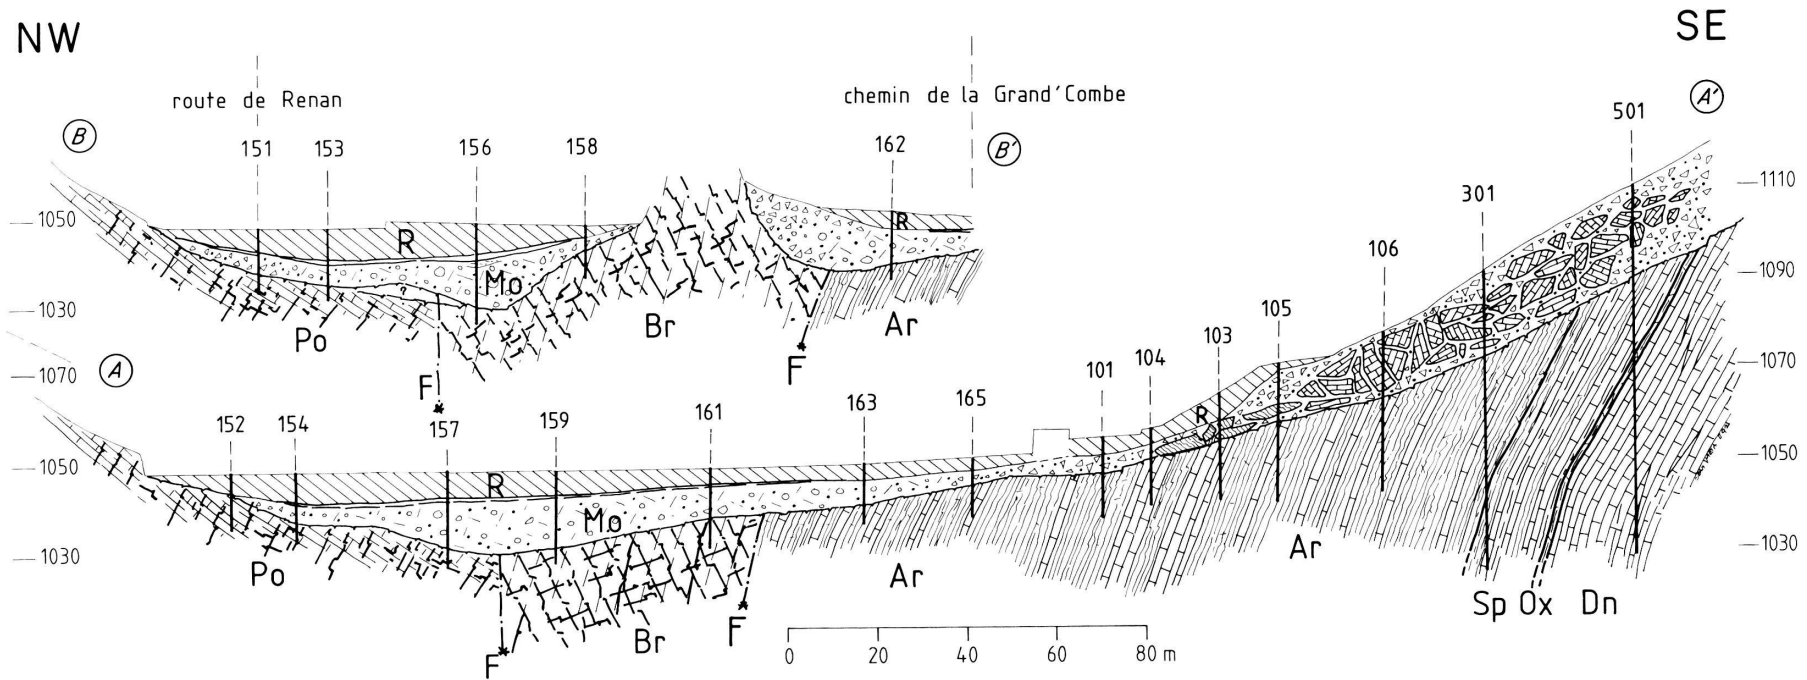 NW
SE
route de Renan
chemin de la Grand'Combe
B
B'
A'
151
153
156
158
162
501
301
106
105
103
104
101
1050
1030
1070
1110
1090
1070
1050
1030
R
R
Mo
Po
Br
Ar
F
F
A
152
154
157
159
161
163
165
1050
1030
R
R
Mo
Po
Br
Ar
Ar
F
F
Sp
Ox
Dn
0
20
40
60
80 m